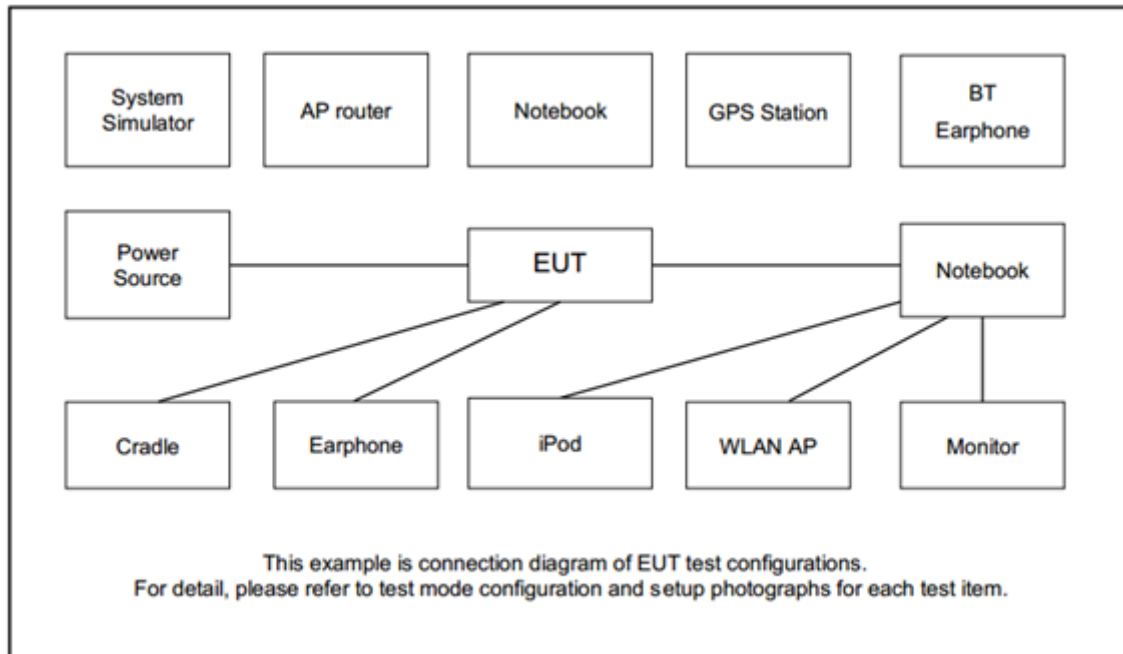 System
Simulator
AP router
Notebook
GPS Station
BT
Earphone
Power
Source
EUT
Notebook
Cradle
Earphone
iPod
WLAN AP
Monitor
This example is connection diagram of EUT test configurations.
For detail, please refer to test mode configuration and setup photographs for each test item.